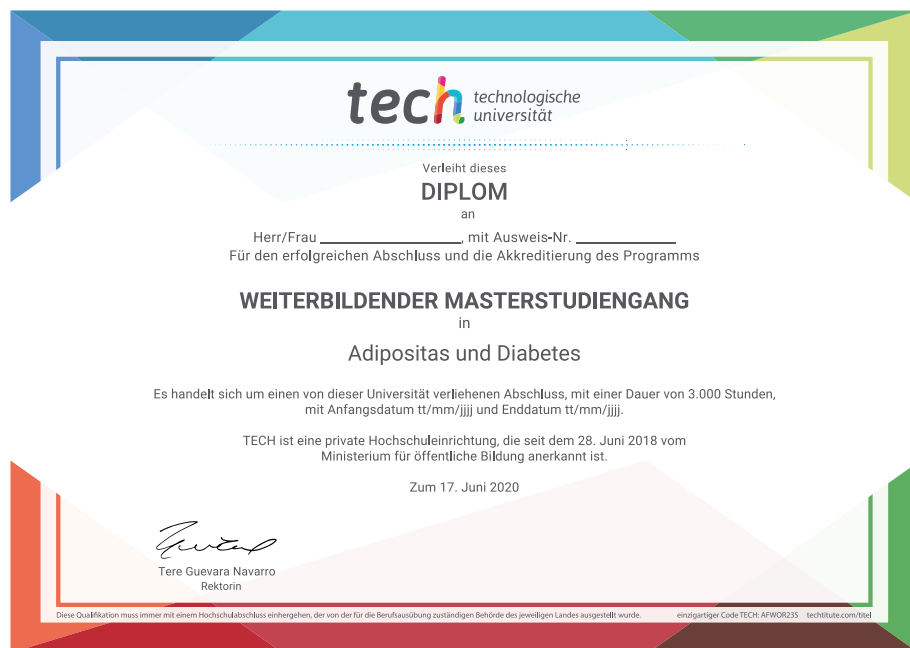 tech technologische
universität
Verleiht dieses
DIPLOM
an
Herr/Frau ____________________, mit Ausweis-Nr. ______________
Für den erfolgreichen Abschluss und die Akkreditierung des Programms
WEITERBILDENDER MASTERSTUDIENGANG
in
Adipositas und Diabetes
Es handelt sich um einen von dieser Universität verliehenen Abschluss, mit einer Dauer von 3.000 Stunden,
mit Anfangsdatum tt/mm/jjjj und Enddatum tt/mm/jjjj.
TECH ist eine private Hochschuleinrichtung, die seit dem 28. Juni 2018 vom
Ministerium für öffentliche Bildung anerkannt ist.
Zum 17. Juni 2020
Tere Guevara Navarro
Rektorin
Diese Qualifikation muss immer mit einem Hochschulabschluss einhergehen, der von der für die Berufsausübung zuständigen Behörde des jeweiligen Landes ausgestellt wurde. einzigartiger Code TECH: AFWOR23S techtitute.com/titel